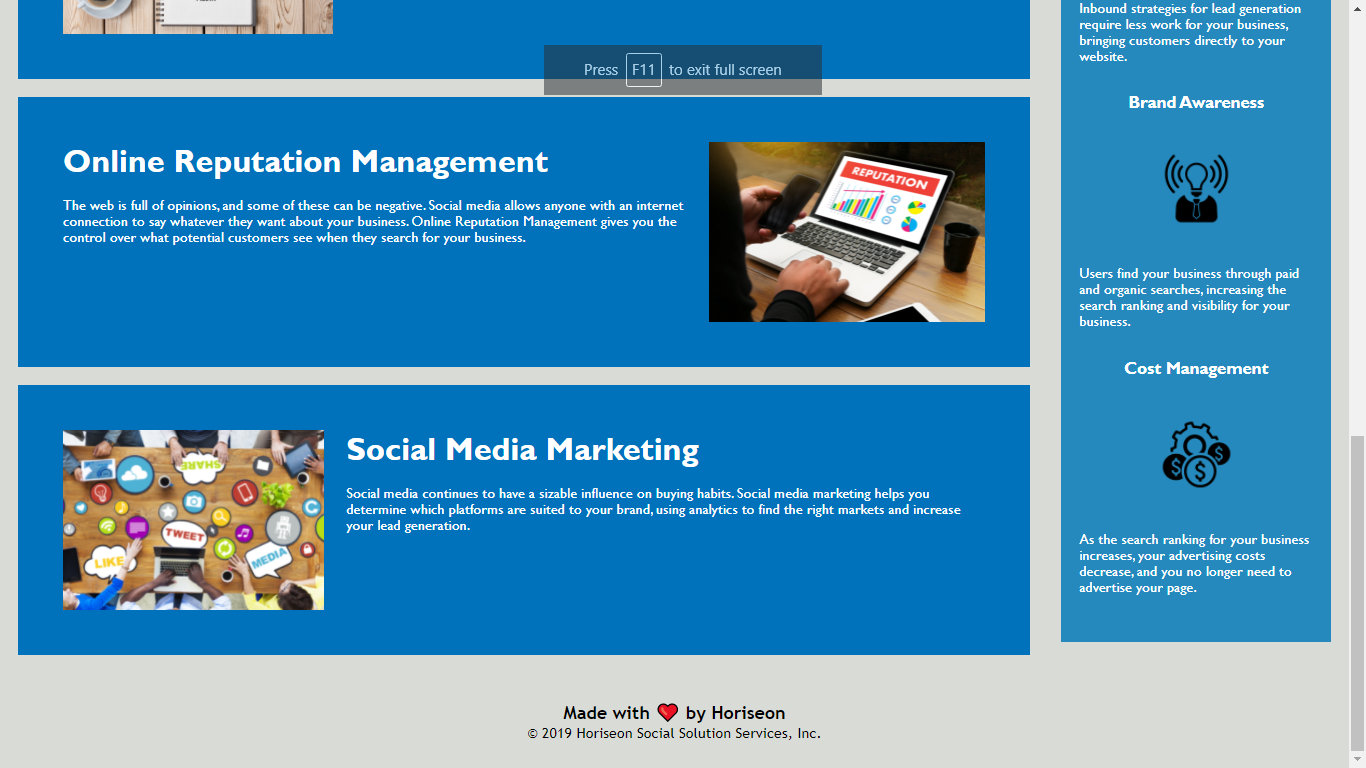 Press F11 to exit full screen
Online Reputation Management
The web is full of opinions, and some of these can be negative. Social media allows anyone with an internet
connection to say whatever they want about your business. Online Reputation Management gives you the
control over what potential customers see when they search for your business.
REPUTATION
Social Media Marketing
Social media continues to have a sizable influence on buying habits. Social media marketing helps you
determine which platforms are suited to your brand, using analytics to find the right markets and increase
your lead generation.
SHARE
TWEET
LIKE
MEDIA
Inbound strategies for lead generation
require less work for your business,
bringing customers directly to your
website.
Brand Awareness
Users find your business through paid
and organic searches, increasing the
search ranking and visibility for your
business.
Cost Management
As the search ranking for your business
increases, your advertising costs
decrease, and you no longer need to
advertise your page.
Made with ❤️ by Horiseon
© 2019 Horiseon Social Solution Services, Inc.